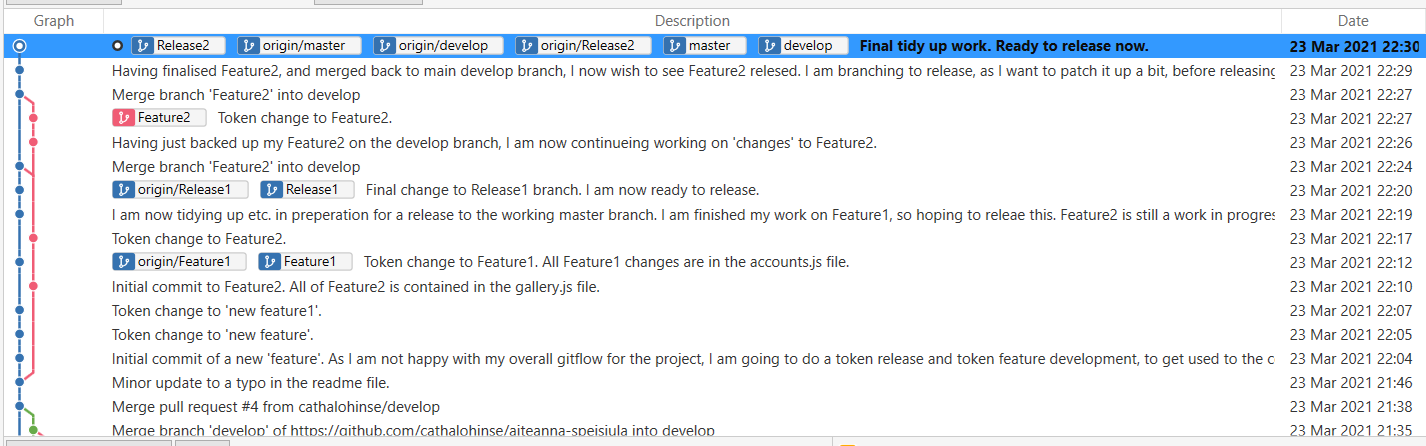 Graph Description Date
Release2 origin/master origin/develop origin/Release2 master develop Final tidy up work. Ready to release now. 23 Mar 2021 22:30
Having finalised Feature2, and merged back to main develop branch, I now wish to see Feature2 relesed. I am branching to release, as I want to patch it up a bit, before releasing 23 Mar 2021 22:29
Merge branch 'Feature2' into develop 23 Mar 2021 22:27
Feature2 Token change to Feature2. 23 Mar 2021 22:27
Having just backed up my Feature2 on the develop branch, I am now continueing working on 'changes' to Feature2. 23 Mar 2021 22:26
Merge branch 'Feature2' into develop 23 Mar 2021 22:24
origin/Release1 Release1 Final change to Release1 branch. I am now ready to release. 23 Mar 2021 22:20
I am now tidying up etc. in preperation for a release to the working master branch. I am finished my work on Feature1, so hoping to releae this. Feature2 is still a work in progres 23 Mar 2021 22:19
Token change to Feature2. 23 Mar 2021 22:17
origin/Feature1 Feature1 Token change to Feature1. All Feature1 changes are in the accounts.js file. 23 Mar 2021 22:12
Initial commit to Feature2. All of Feature2 is contained in the gallery.js file. 23 Mar 2021 22:10
Token change to 'new feature1'. 23 Mar 2021 22:07
Token change to 'new feature'. 23 Mar 2021 22:05
Initial commit of a new 'feature'. As I am not happy with my overall gitflow for the project, I am going to do a token release and token feature development, to get used to the c 23 Mar 2021 22:04
Minor update to a typo in the readme file. 23 Mar 2021 21:46
Merge pull request #4 from cathalohinse/develop 23 Mar 2021 21:38
Merge branch 'develop' of https://github.com/cathalohinse/aiteanna-speisiula into develop 23 Mar 2021 21:35